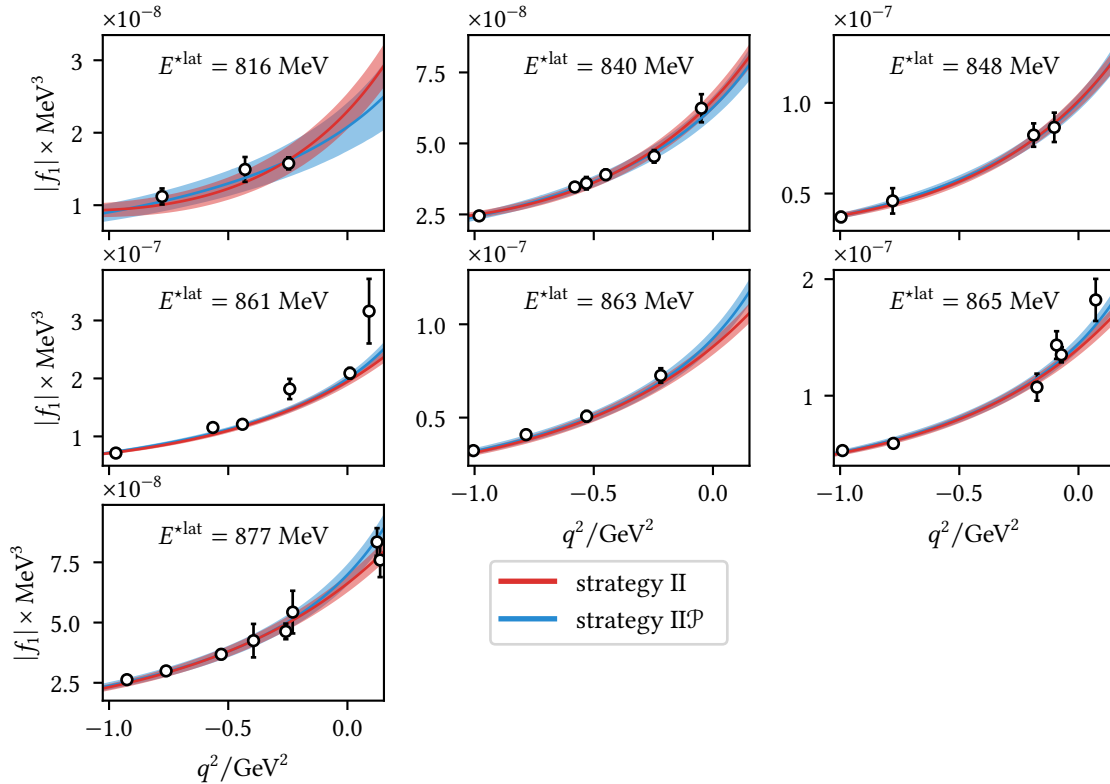 ×10⁻⁸ ×10⁻⁸ ×10⁻⁷
E⋆lat = 816 MeV E⋆lat = 840 MeV E⋆lat = 848 MeV
|f₁| × MeV³
3
2
1
7.5
5.0
2.5
1.0
0.5
×10⁻⁷ ×10⁻⁷
E⋆lat = 861 MeV E⋆lat = 863 MeV E⋆lat = 865 MeV
|f₁| × MeV³
3
2
1
1.0
0.5
2
1
−1.0 −0.5 0.0 −1.0 −0.5 0.0
q²/GeV² q²/GeV²
×10⁻⁸
E⋆lat = 877 MeV
|f₁| × MeV³
7.5
5.0
2.5
−1.0 −0.5 0.0
q²/GeV²
strategy II
strategy II𝒫